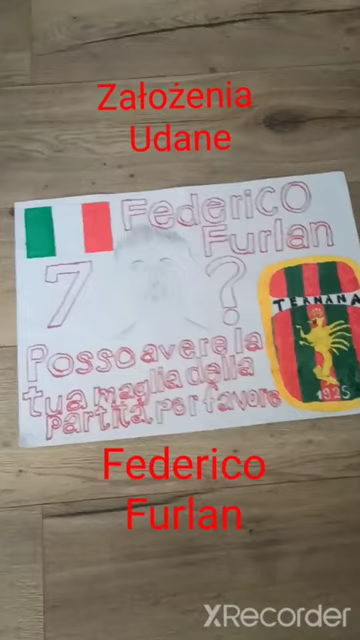 Założenia
Udane
Federico
Furlan
7 ?
Posso avere la
tua maglia della
partita per favore
TERNANA
1925
Federico
Furlan
XRecorder